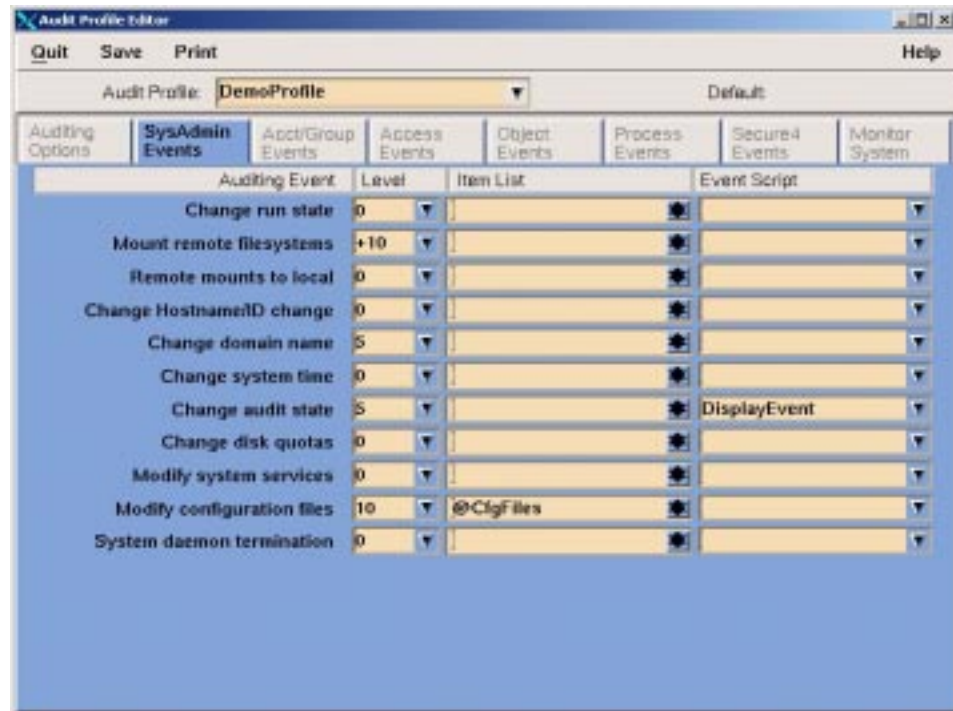 Audit Profile Editor
Quit Save Print Help
Audit Profile: DemoProfile Default:
Auditing Options SysAdmin Events Acct/Group Events Access Events Object Events Process Events Secure4 Events Monitor System
Auditing Event Level Item List Event Script
Change run state 0
Mount remote filesystems +10
Remote mounts to local 0
Change Hostname/ID change 0
Change domain name 5
Change system time 0
Change audit state 5 DisplayEvent
Change disk quotas 0
Modify system services 0
Modify configuration files 10 @CfgFiles
System daemon termination 0